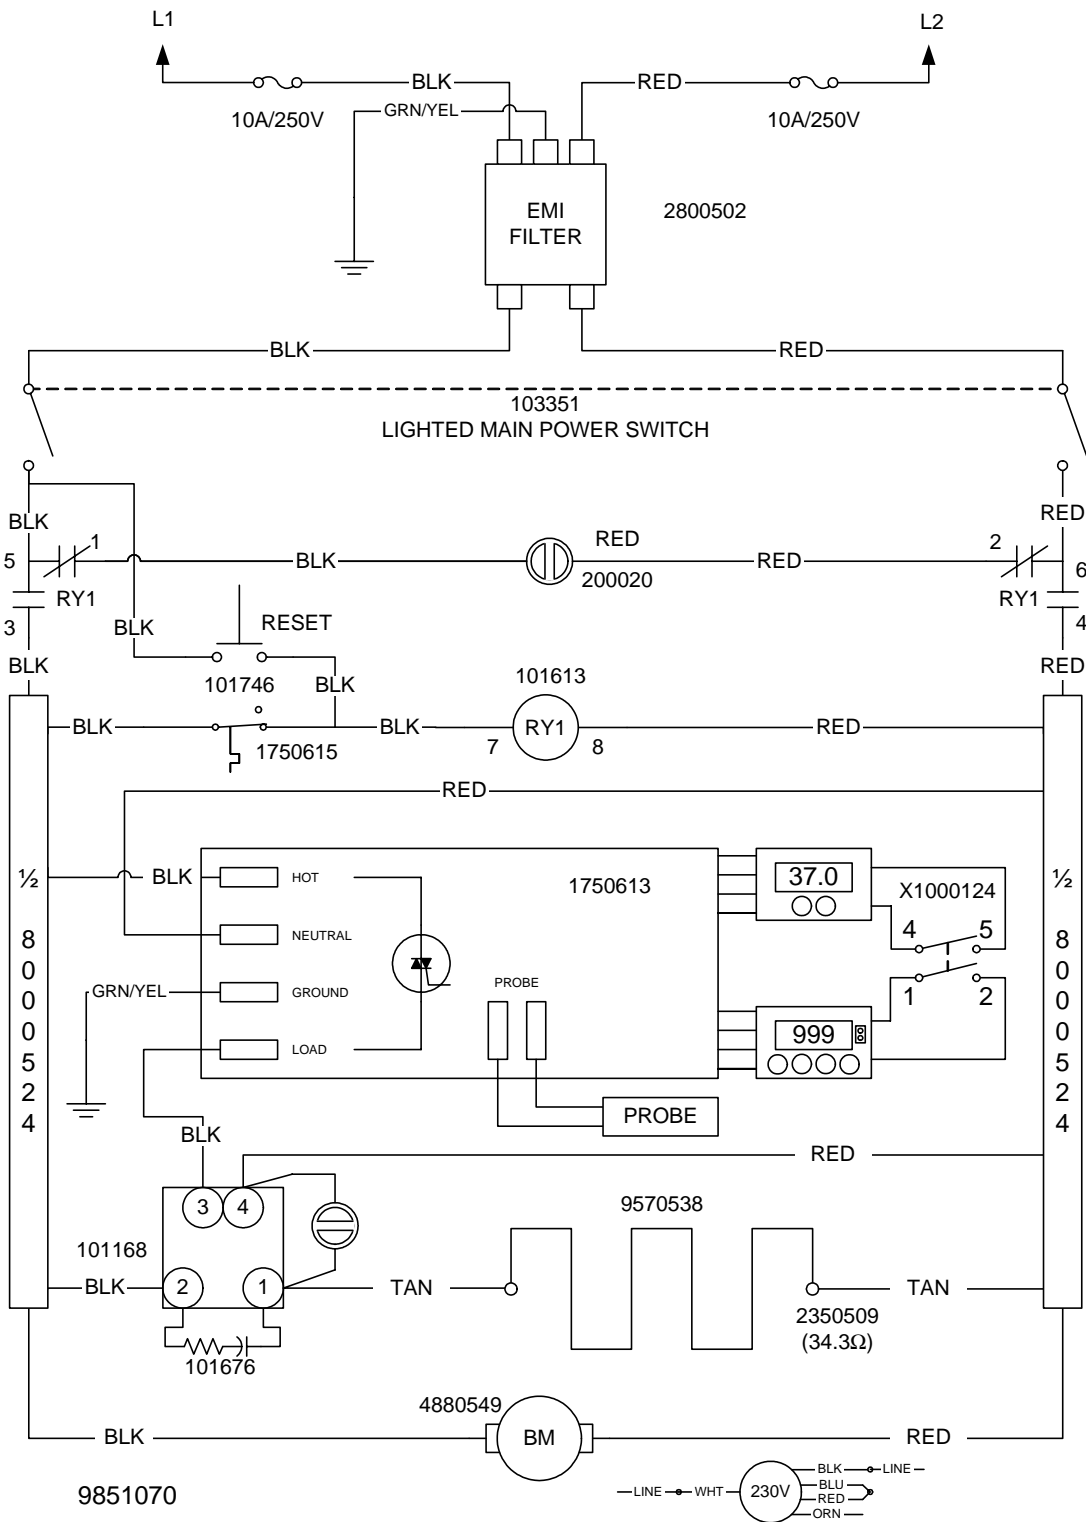 L1
L2
BLK
RED
GRN/YEL
10A/250V
10A/250V
EMI
FILTER
2800502
BLK
RED
103351
LIGHTED MAIN POWER SWITCH
BLK
RED
5
1
BLK
RED
200020
RED
2
6
RY1
RY1
3
4
BLK
RESET
BLK
RED
101746
BLK
101613
BLK
BLK
7
RY1
8
RED
1750615
RED
½
8
0
0
0
5
2
4
½
8
0
0
0
5
2
4
BLK
HOT
1750613
37.0
X1000124
NEUTRAL
4
5
GRN/YEL
GROUND
PROBE
1
2
LOAD
999
PROBE
BLK
RED
3
4
9570538
101168
BLK
2
1
TAN
TAN
2350509
(34.3Ω)
101676
4880549
BLK
BM
RED
9851070
LINE
WHT
230V
BLK
LINE
BLU
RED
ORN